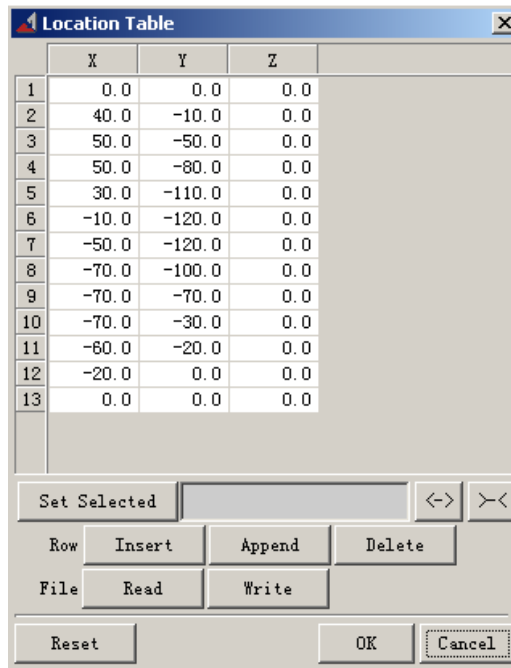 Location Table
X Y Z
1 0.0 0.0 0.0
2 40.0 -10.0 0.0
3 50.0 -50.0 0.0
4 50.0 -80.0 0.0
5 30.0 -110.0 0.0
6 -10.0 -120.0 0.0
7 -50.0 -120.0 0.0
8 -70.0 -100.0 0.0
9 -70.0 -70.0 0.0
10 -70.0 -30.0 0.0
11 -60.0 -20.0 0.0
12 -20.0 0.0 0.0
13 0.0 0.0 0.0
Set Selected <-> >-<
Row Insert Append Delete
File Read Write
Reset OK Cancel